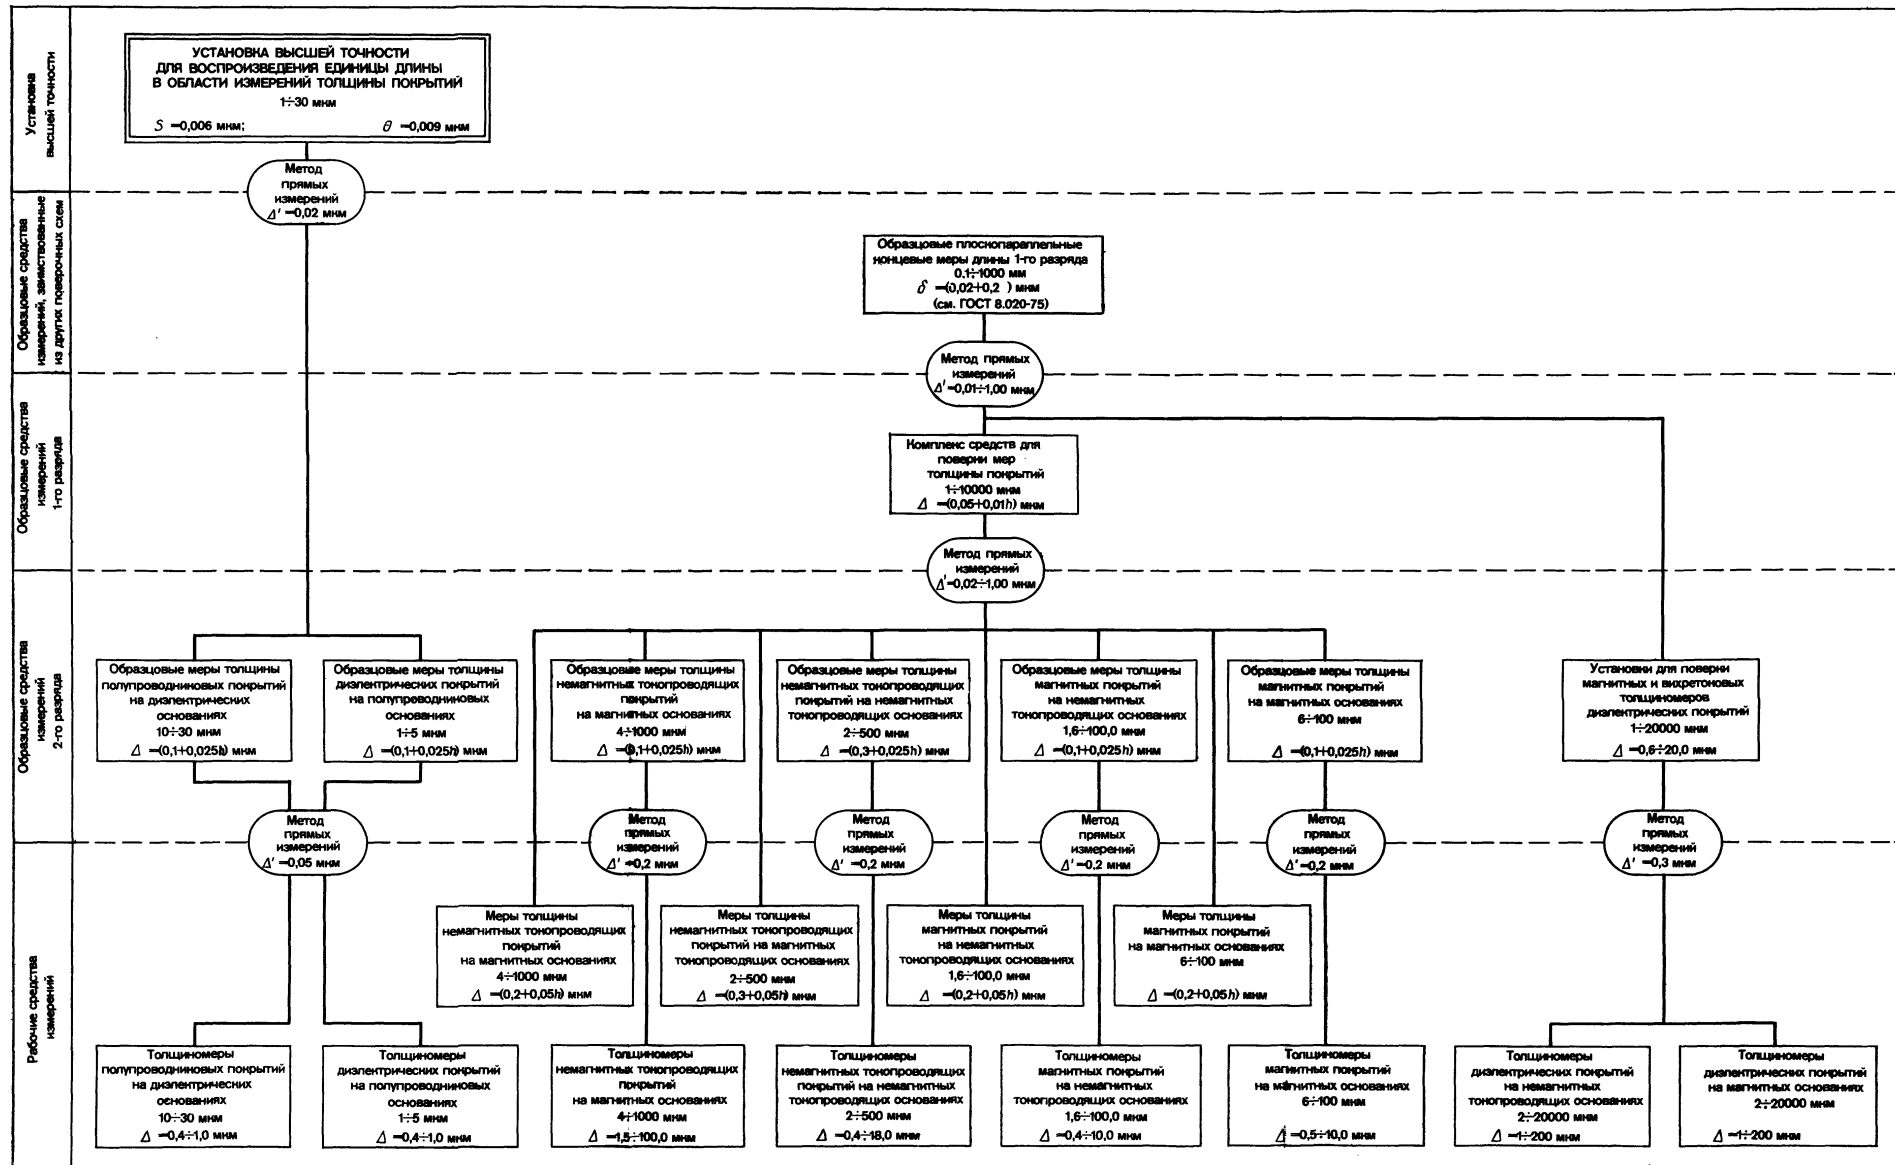 Установка
высшей точности
УСТАНОВКА ВЫСШЕЙ ТОЧНОСТИ
ДЛЯ ВОСПРОИЗВЕДЕНИЯ ЕДИНИЦЫ ДЛИНЫ
В ОБЛАСТИ ИЗМЕРЕНИЙ ТОЛЩИНЫ ПОКРЫТИЙ
1÷30 мкм
S =0,006 мкм; θ =0,009 мкм
Метод
прямых
измерений
Δ' =0,02 мкм
Образцовые средства
измерений, заимствованные
из других поверочных схем
Образцовые плоскопараллельные
концевые меры длины 1-го разряда
0,1÷1000 мм
δ =(0,02+0,2 ) мкм
(см. ГОСТ 8.020-75)
Метод прямых
измерений
Δ' =0,01÷1,00 мкм
Образцовые средства
измерений
1-го разряда
Комплекс средств для
поверки мер
толщины покрытий
1÷10000 мкм
Δ =(0,05+0,01h) мкм
Метод прямых
измерений
Δ' =0,02÷1,00 мкм
Образцовые средства
измерений
2-го разряда
Образцовые меры толщины
полупроводниковых покрытий
на диэлектрических
основаниях
10÷30 мкм
Δ =(0,1+0,025h) мкм
Образцовые меры толщины
диэлектрических покрытий
на полупроводниковых
основаниях
1÷5 мкм
Δ =(0,1+0,025h) мкм
Образцовые меры толщины
немагнитных токопроводящих
покрытий
на магнитных основаниях
4÷1000 мкм
Δ =(0,1+0,025h) мкм
Образцовые меры толщины
немагнитных токопроводящих
покрытий на немагнитных
токопроводящих основаниях
2÷500 мкм
Δ =(0,3+0,025h) мкм
Образцовые меры толщины
магнитных покрытий
на немагнитных
токопроводящих основаниях
1,6÷100,0 мкм
Δ =(0,1+0,025h) мкм
Образцовые меры толщины
магнитных покрытий
на магнитных основаниях
6÷100 мкм
Δ =(0,1+0,025h) мкм
Установки для поверки
магнитных и вихретоковых
толщиномеров
диэлектрических покрытий
1÷20000 мкм
Δ =0,6÷20,0 мкм
Метод
прямых
измерений
Δ' =0,05 мкм
Метод
прямых
измерений
Δ' =0,2 мкм
Метод
прямых
измерений
Δ' =0,2 мкм
Метод
прямых
измерений
Δ' =0,2 мкм
Метод
прямых
измерений
Δ' =0,2 мкм
Метод
прямых
измерений
Δ' =0,3 мкм
Рабочие средства
измерений
Меры толщины
немагнитных токопроводящих
покрытий
на магнитных основаниях
4÷1000 мкм
Δ =(0,2+0,05h) мкм
Меры толщины
немагнитных токопроводящих
покрытий на магнитных
токопроводящих основаниях
2÷500 мкм
Δ =(0,3+0,05h) мкм
Меры толщины
магнитных покрытий
на немагнитных
токопроводящих основаниях
1,6÷100,0 мкм
Δ =(0,2+0,05h) мкм
Меры толщины
магнитных покрытий
на магнитных основаниях
6÷100 мкм
Δ =(0,2+0,05h) мкм
Толщиномеры
полупроводниковых покрытий
на диэлектрических
основаниях
10÷30 мкм
Δ =0,4÷1,0 мкм
Толщиномеры
диэлектрических покрытий
на полупроводниковых
основаниях
1÷5 мкм
Δ =0,4÷1,0 мкм
Толщиномеры
немагнитных токопроводящих
покрытий
на магнитных основаниях
4÷1000 мкм
Δ =1,5÷100,0 мкм
Толщиномеры
немагнитных токопроводящих
покрытий на немагнитных
токопроводящих основаниях
2÷500 мкм
Δ =0,4÷18,0 мкм
Толщиномеры
магнитных покрытий
на немагнитных
токопроводящих основаниях
1,6÷100,0 мкм
Δ =0,4÷10,0 мкм
Толщиномеры
магнитных покрытий
на магнитных основаниях
6÷100 мкм
Δ =0,5÷10,0 мкм
Толщиномеры
диэлектрических покрытий
на немагнитных
токопроводящих основаниях
2÷20000 мкм
Δ =1÷200 мкм
Толщиномеры
диэлектрических покрытий
на магнитных основаниях
2÷20000 мкм
Δ =1÷200 мкм